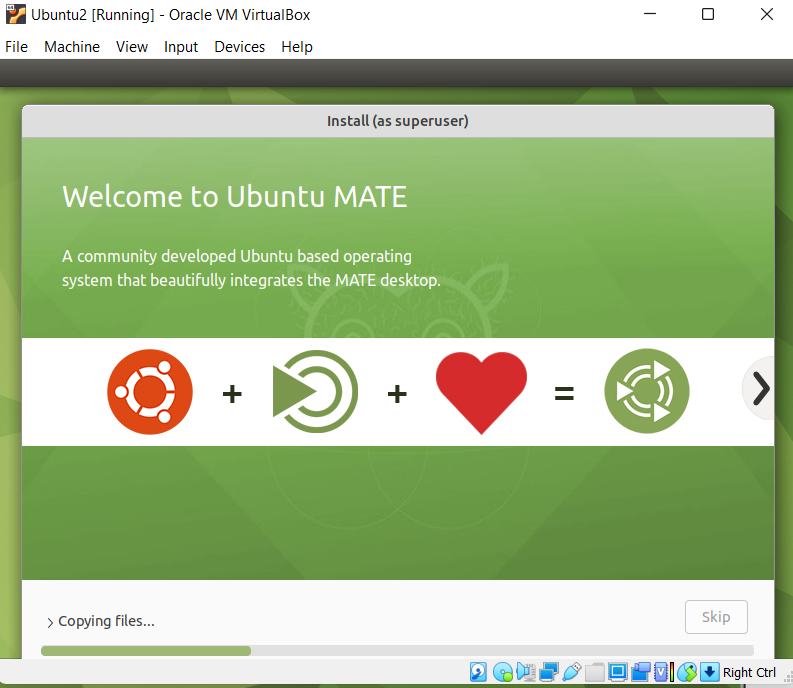 Ubuntu2 [Running] - Oracle VM VirtualBox
File Machine View Input Devices Help
Install (as superuser)
Welcome to Ubuntu MATE
A community developed Ubuntu based operating
system that beautifully integrates the MATE desktop.
+ + =
Copying files...
Skip
Right Ctrl